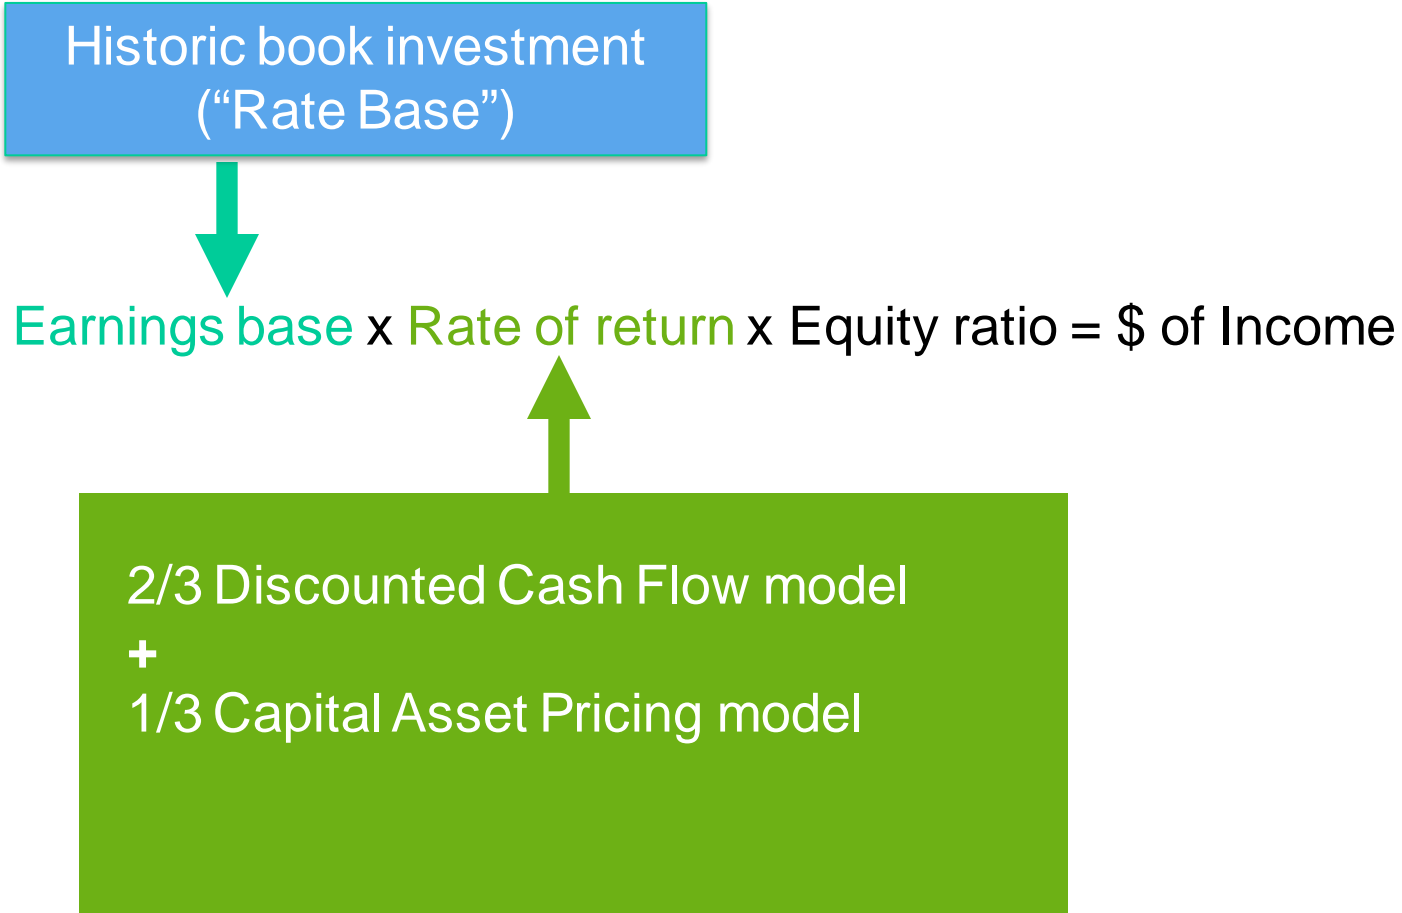 Historic book investment
(“Rate Base”)
Earnings base x Rate of return x Equity ratio = $ of Income
2/3 Discounted Cash Flow model
+
1/3 Capital Asset Pricing model